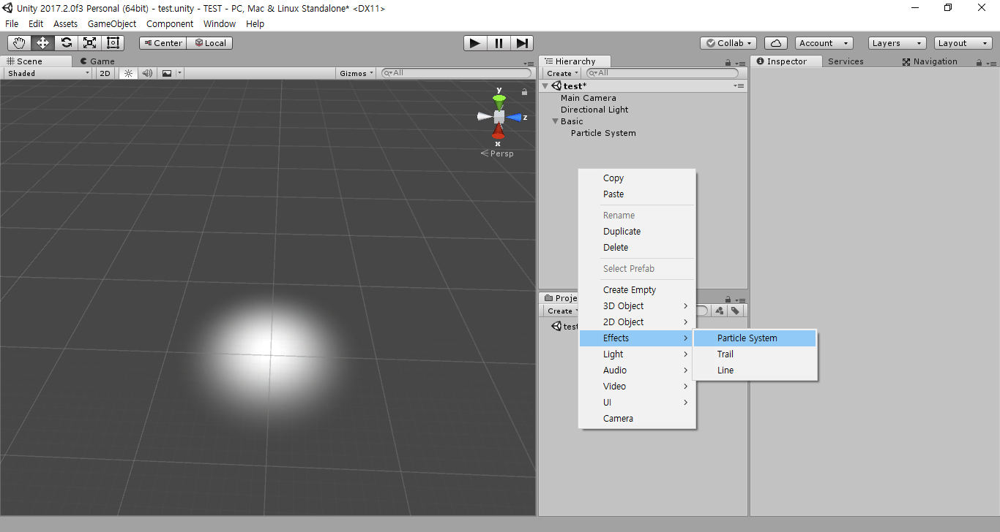 Unity 2017.2.0f3 Personal (64bit) - test.unity - TEST - PC, Mac & Linux Standalone* <DX11>
File Edit Assets GameObject Component Window Help
Center Local Collab Account Layers Layout
Scene Game
Shaded 2D Gizmos All
y
z
x
Persp
Hierarchy
Create All
test*
Main Camera
Directional Light
Basic
Particle System
Inspector Services Navigation
Copy
Paste
Rename
Duplicate
Delete
Select Prefab
Create Empty
3D Object
2D Object
Effects
Light
Audio
Video
UI
Camera
Particle System
Trail
Line
Proje
Create
test